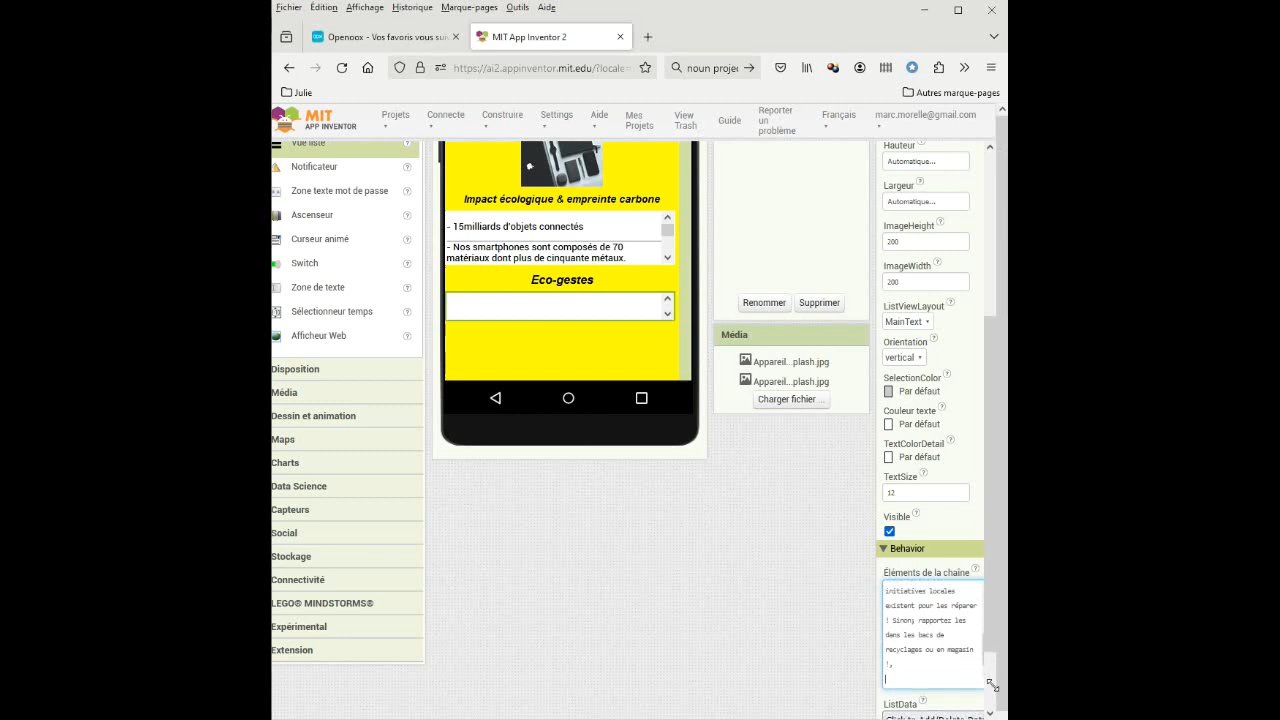 Fichier Édition Affichage Historique Marque-pages Outils Aide
Openoox - Vos favoris vous sui
MIT App Inventor 2
https://ai2.appinventor.mit.edu/?locale=
noun proje
Julie
Autres marque-pages
MIT
APP INVENTOR
Projets
Connecte
Construire
Settings
Aide
Mes Projets
View Trash
Guide
Reporter un problème
Français
marc.morelle@gmail.com
Vue liste
Notificateur
Zone texte mot de passe
Ascenseur
Curseur animé
Switch
Zone de texte
Sélectionneur temps
Afficheur Web
Disposition
Média
Dessin et animation
Maps
Charts
Data Science
Capteurs
Social
Stockage
Connectivité
LEGO® MINDSTORMS®
Expérimental
Extension
Impact écologique & empreinte carbone
- 15milliards d'objets connectés
- Nos smartphones sont composés de 70
matériaux dont plus de cinquante métaux.
Eco-gestes
Renommer
Supprimer
Média
Appareil...plash.jpg
Appareil...plash.jpg
Charger fichier ...
Hauteur
Automatique...
Largeur
Automatique...
ImageHeight
200
ImageWidth
200
ListViewLayout
MainText
Orientation
vertical
SelectionColor
Par défaut
Couleur texte
Par défaut
TextColorDetail
Par défaut
TextSize
12
Visible
Behavior
Éléments de la chaîne
initiatives locales
existent pour les réparer
! Sinon; rapportez les
dans les bacs de
recyclages ou en magasin
!,
ListData